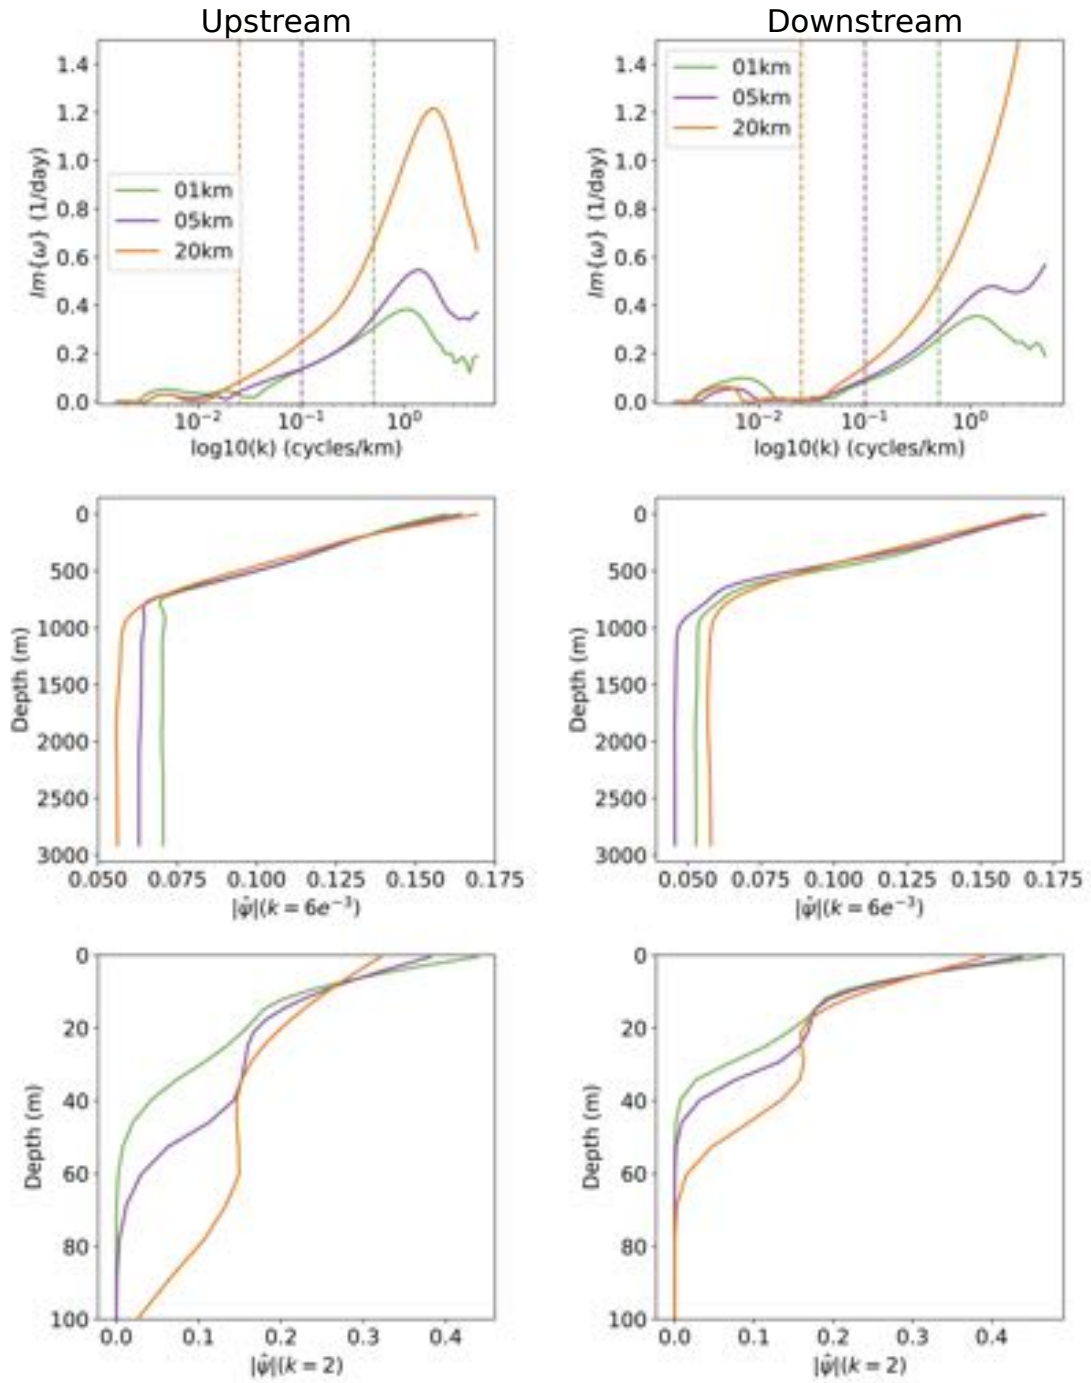 Upstream
Downstream
1.4
1.2
1.0
0.8
0.6
0.4
0.2
0.0
Im{ω} (1/day)
01km
05km
20km
10⁻² 10⁻¹ 10⁰
log10(k) (cycles/km)
1.4
1.2
1.0
0.8
0.6
0.4
0.2
0.0
Im{ω} (1/day)
01km
05km
20km
10⁻² 10⁻¹ 10⁰
log10(k) (cycles/km)
0
500
1000
1500
2000
2500
3000
Depth (m)
0.050 0.075 0.100 0.125 0.150 0.175
|ψ̂|(k = 6e⁻³)
0
500
1000
1500
2000
2500
3000
Depth (m)
0.050 0.075 0.100 0.125 0.150 0.175
|ψ̂|(k = 6e⁻³)
0
20
40
60
80
100
Depth (m)
0.0 0.1 0.2 0.3 0.4
|ψ̂|(k = 2)
0
20
40
60
80
100
Depth (m)
0.0 0.1 0.2 0.3 0.4
|ψ̂|(k = 2)